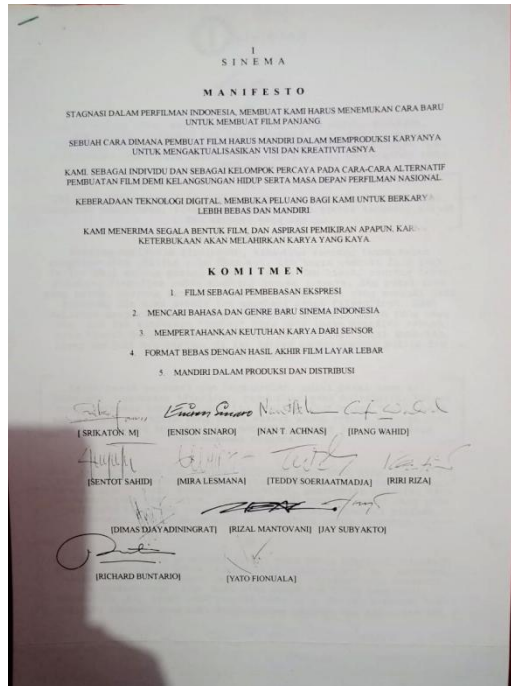 I
SINEMA
MANIFESTO
STAGNASI DALAM PERFILMAN INDONESIA, MEMBUAT KAMI HARUS MENEMUKAN CARA BARU
UNTUK MEMBUAT FILM PANJANG.
SEBUAH CARA DIMANA PEMBUAT FILM HARUS MANDIRI DALAM MEMPRODUKSI KARYANYA
UNTUK MENGAKTUALISASIKAN VISI DAN KREATIVITASNYA.
KAMI, SEBAGAI INDIVIDU DAN SEBAGAI KELOMPOK PERCAYA PADA CARA-CARA ALTERNATIF
PEMBUATAN FILM DEMI KELANGSUNGAN HIDUP SERTA MASA DEPAN PERFILMAN NASIONAL.
KEBERADAAN TEKNOLOGI DIGITAL, MEMBUKA PELUANG BAGI KAMI UNTUK BERKARYA
LEBIH BEBAS DAN MANDIRI.
KAMI MENERIMA SEGALA BENTUK FILM, DAN ASPIRASI PEMIKIRAN APAPUN,
KETERBUKAAN AKAN MELAHIRKAN KARYA YANG KAYA.
KOMITMEN
1. FILM SEBAGAI PEMBEBASAN EKSPRESI
2. MENCARI BAHASA DAN GENRE BARU SINEMA INDONESIA
3. MEMPERTAHANKAN KEUTUHAN KARYA DARI SENSOR
4. FORMAT BEBAS DENGAN HASIL AKHIR FILM LAYAR LEBAR
5. MANDIRI DALAM PRODUKSI DAN DISTRIBUSI
Enison Sinaro
[SRIKATON M] [ENISON SINARO] [NAN T. ACHNAS] [IPANG WAHID]
[SENTOT SAHID] [MIRA LESMANA] [TEDDY SOERIAATMADJA] [RIRI RIZA]
[DIMAS DJAYADININGRAT] [RIZAL MANTOVANI] [JAY SUBYAKTO]
[RICHARD BUNTARIO] [YATO FIONUALA]